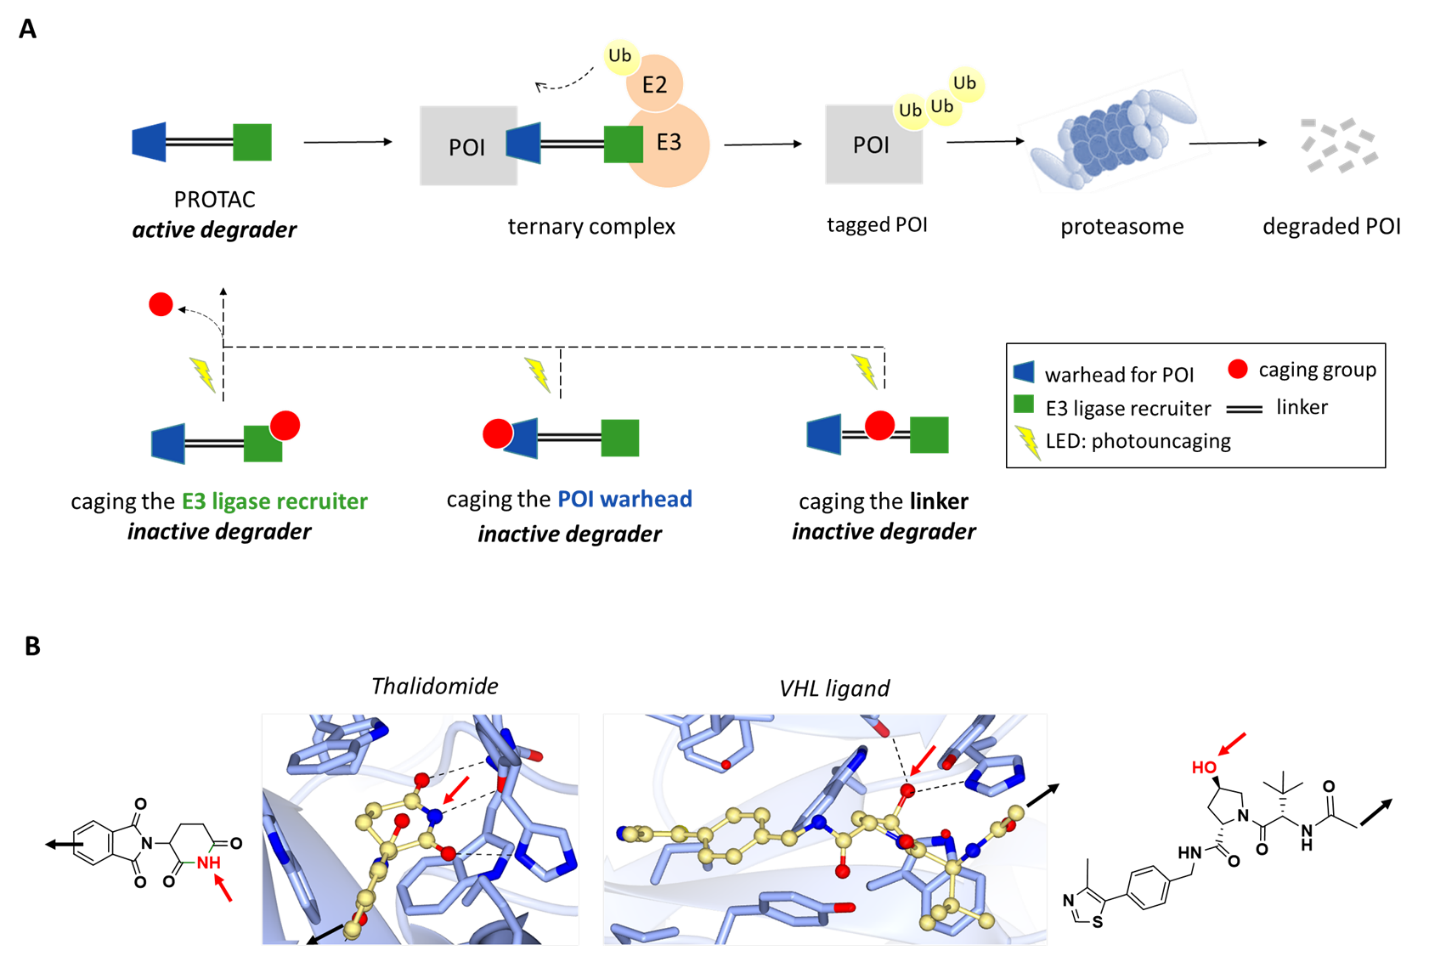 A
Ub
E2
POI
E3
Ub Ub Ub
POI
PROTAC
active degrader
ternary complex
tagged POI
proteasome
degraded POI
warhead for POI
caging group
E3 ligase recruiter
linker
LED: photouncaging
caging the E3 ligase recruiter
inactive degrader
caging the POI warhead
inactive degrader
caging the linker
inactive degrader
B
Thalidomide
VHL ligand
O
N
O
O
NH
O
HO
N
O
O
N
H
O
HN
O
N
S